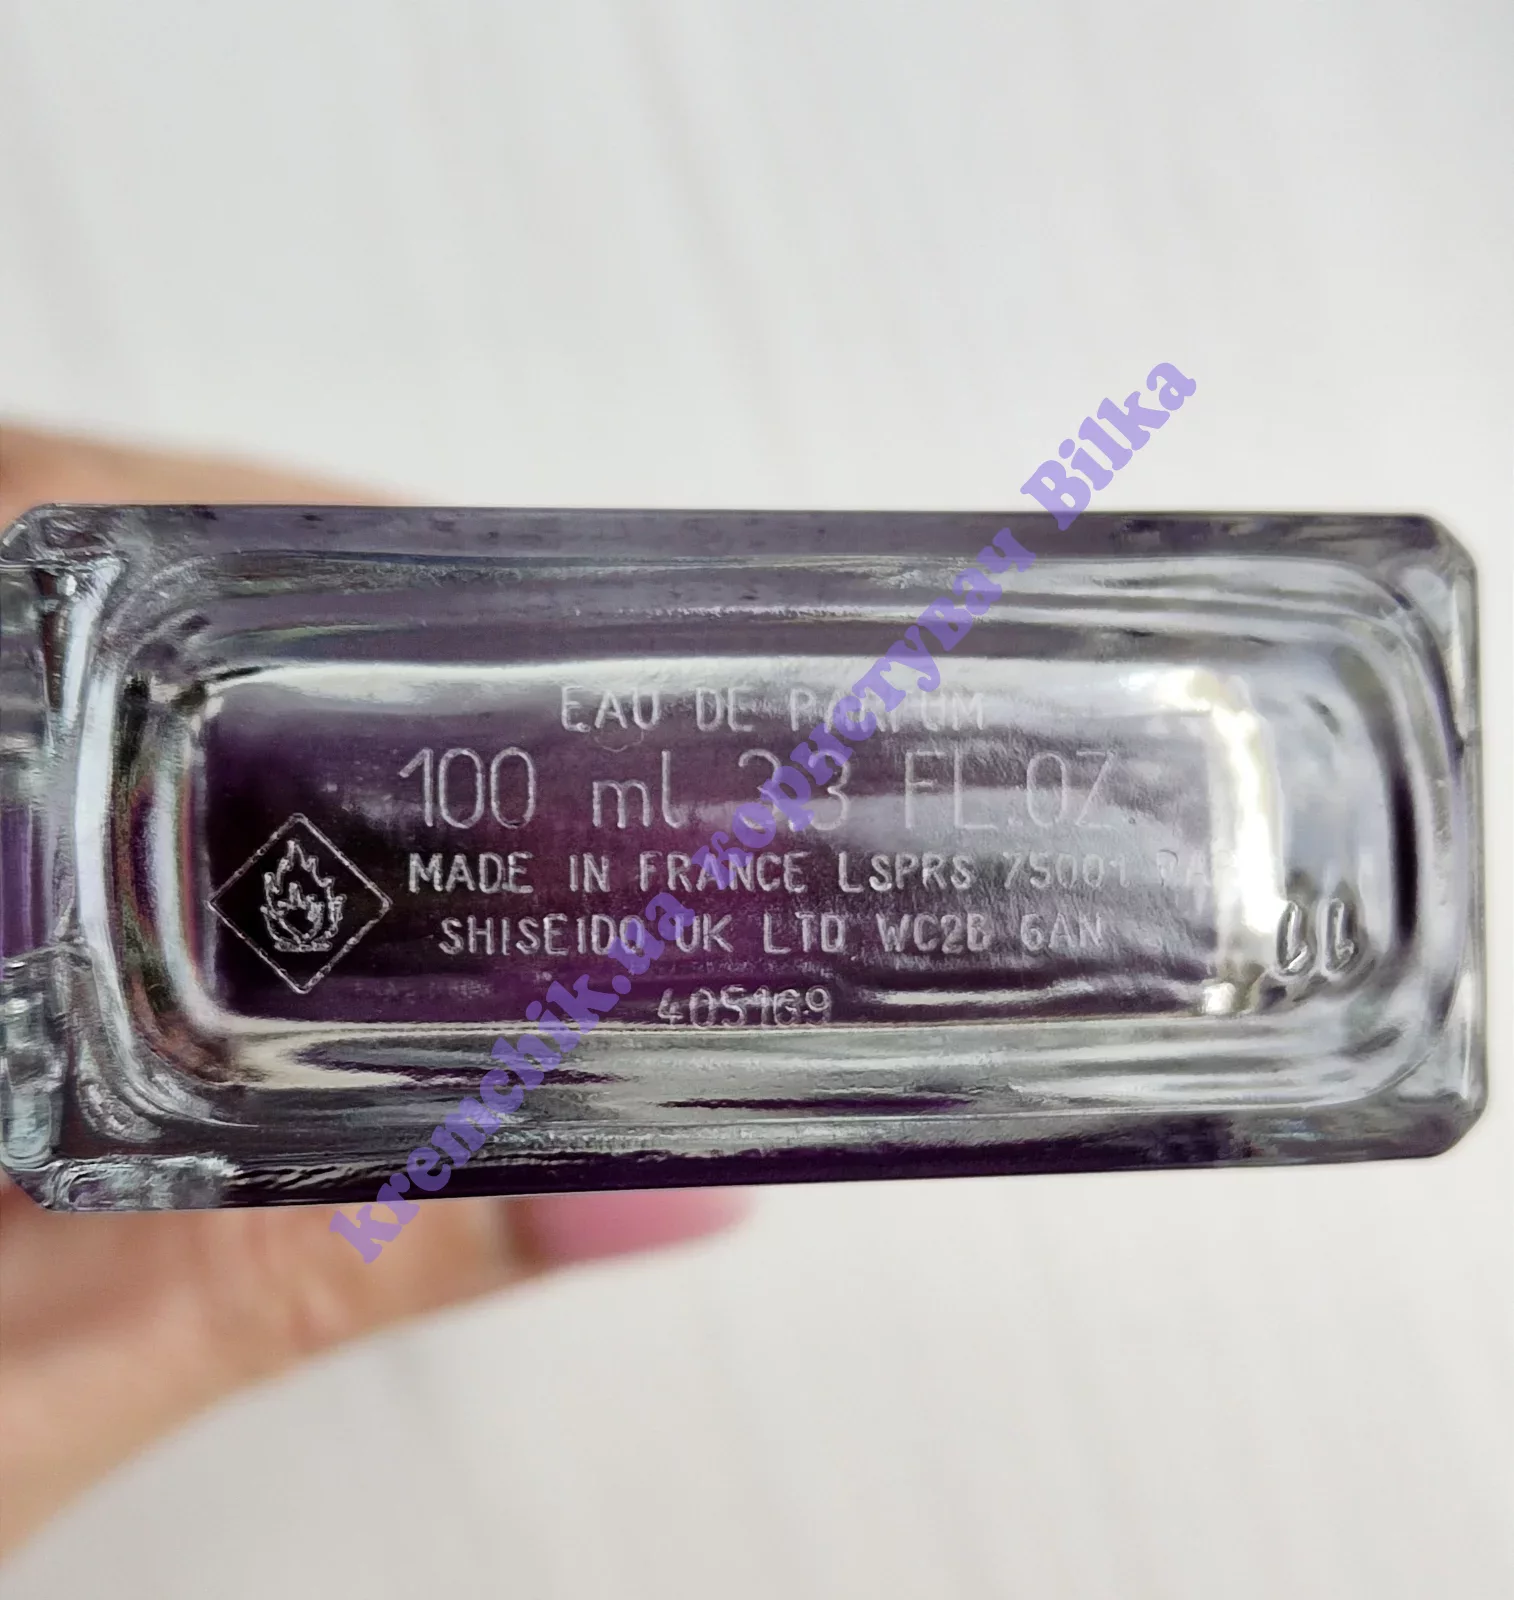 EAU DE PARFUM
100 ml 3.3 FL.OZ
MADE IN FRANCE LSPRS 75001
SHISEIDO UK LTD WC2B 6AN
4051G9
kremchik.ua Користувач Bilka